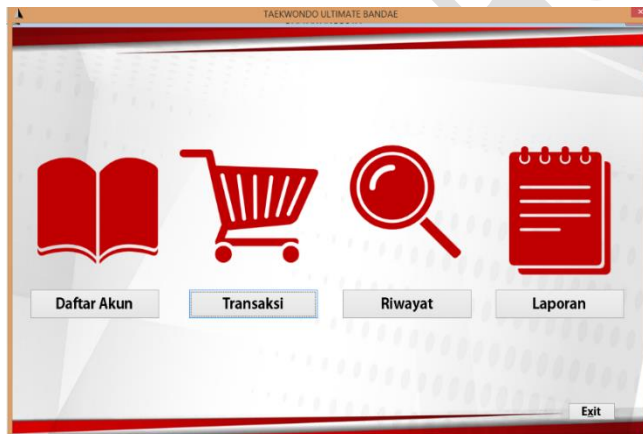 TAEKWONDO ULTIMATE BANDAE
Daftar Akun
Transaksi
Riwayat
Laporan
Exit